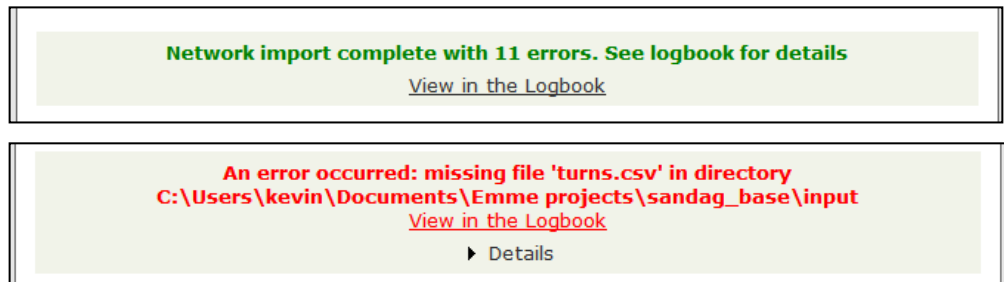 Network import complete with 11 errors. See logbook for details
View in the Logbook
An error occurred: missing file 'turns.csv' in directory
C:\Users\kevin\Documents\Emme projects\sandag_base\input
View in the Logbook
Details